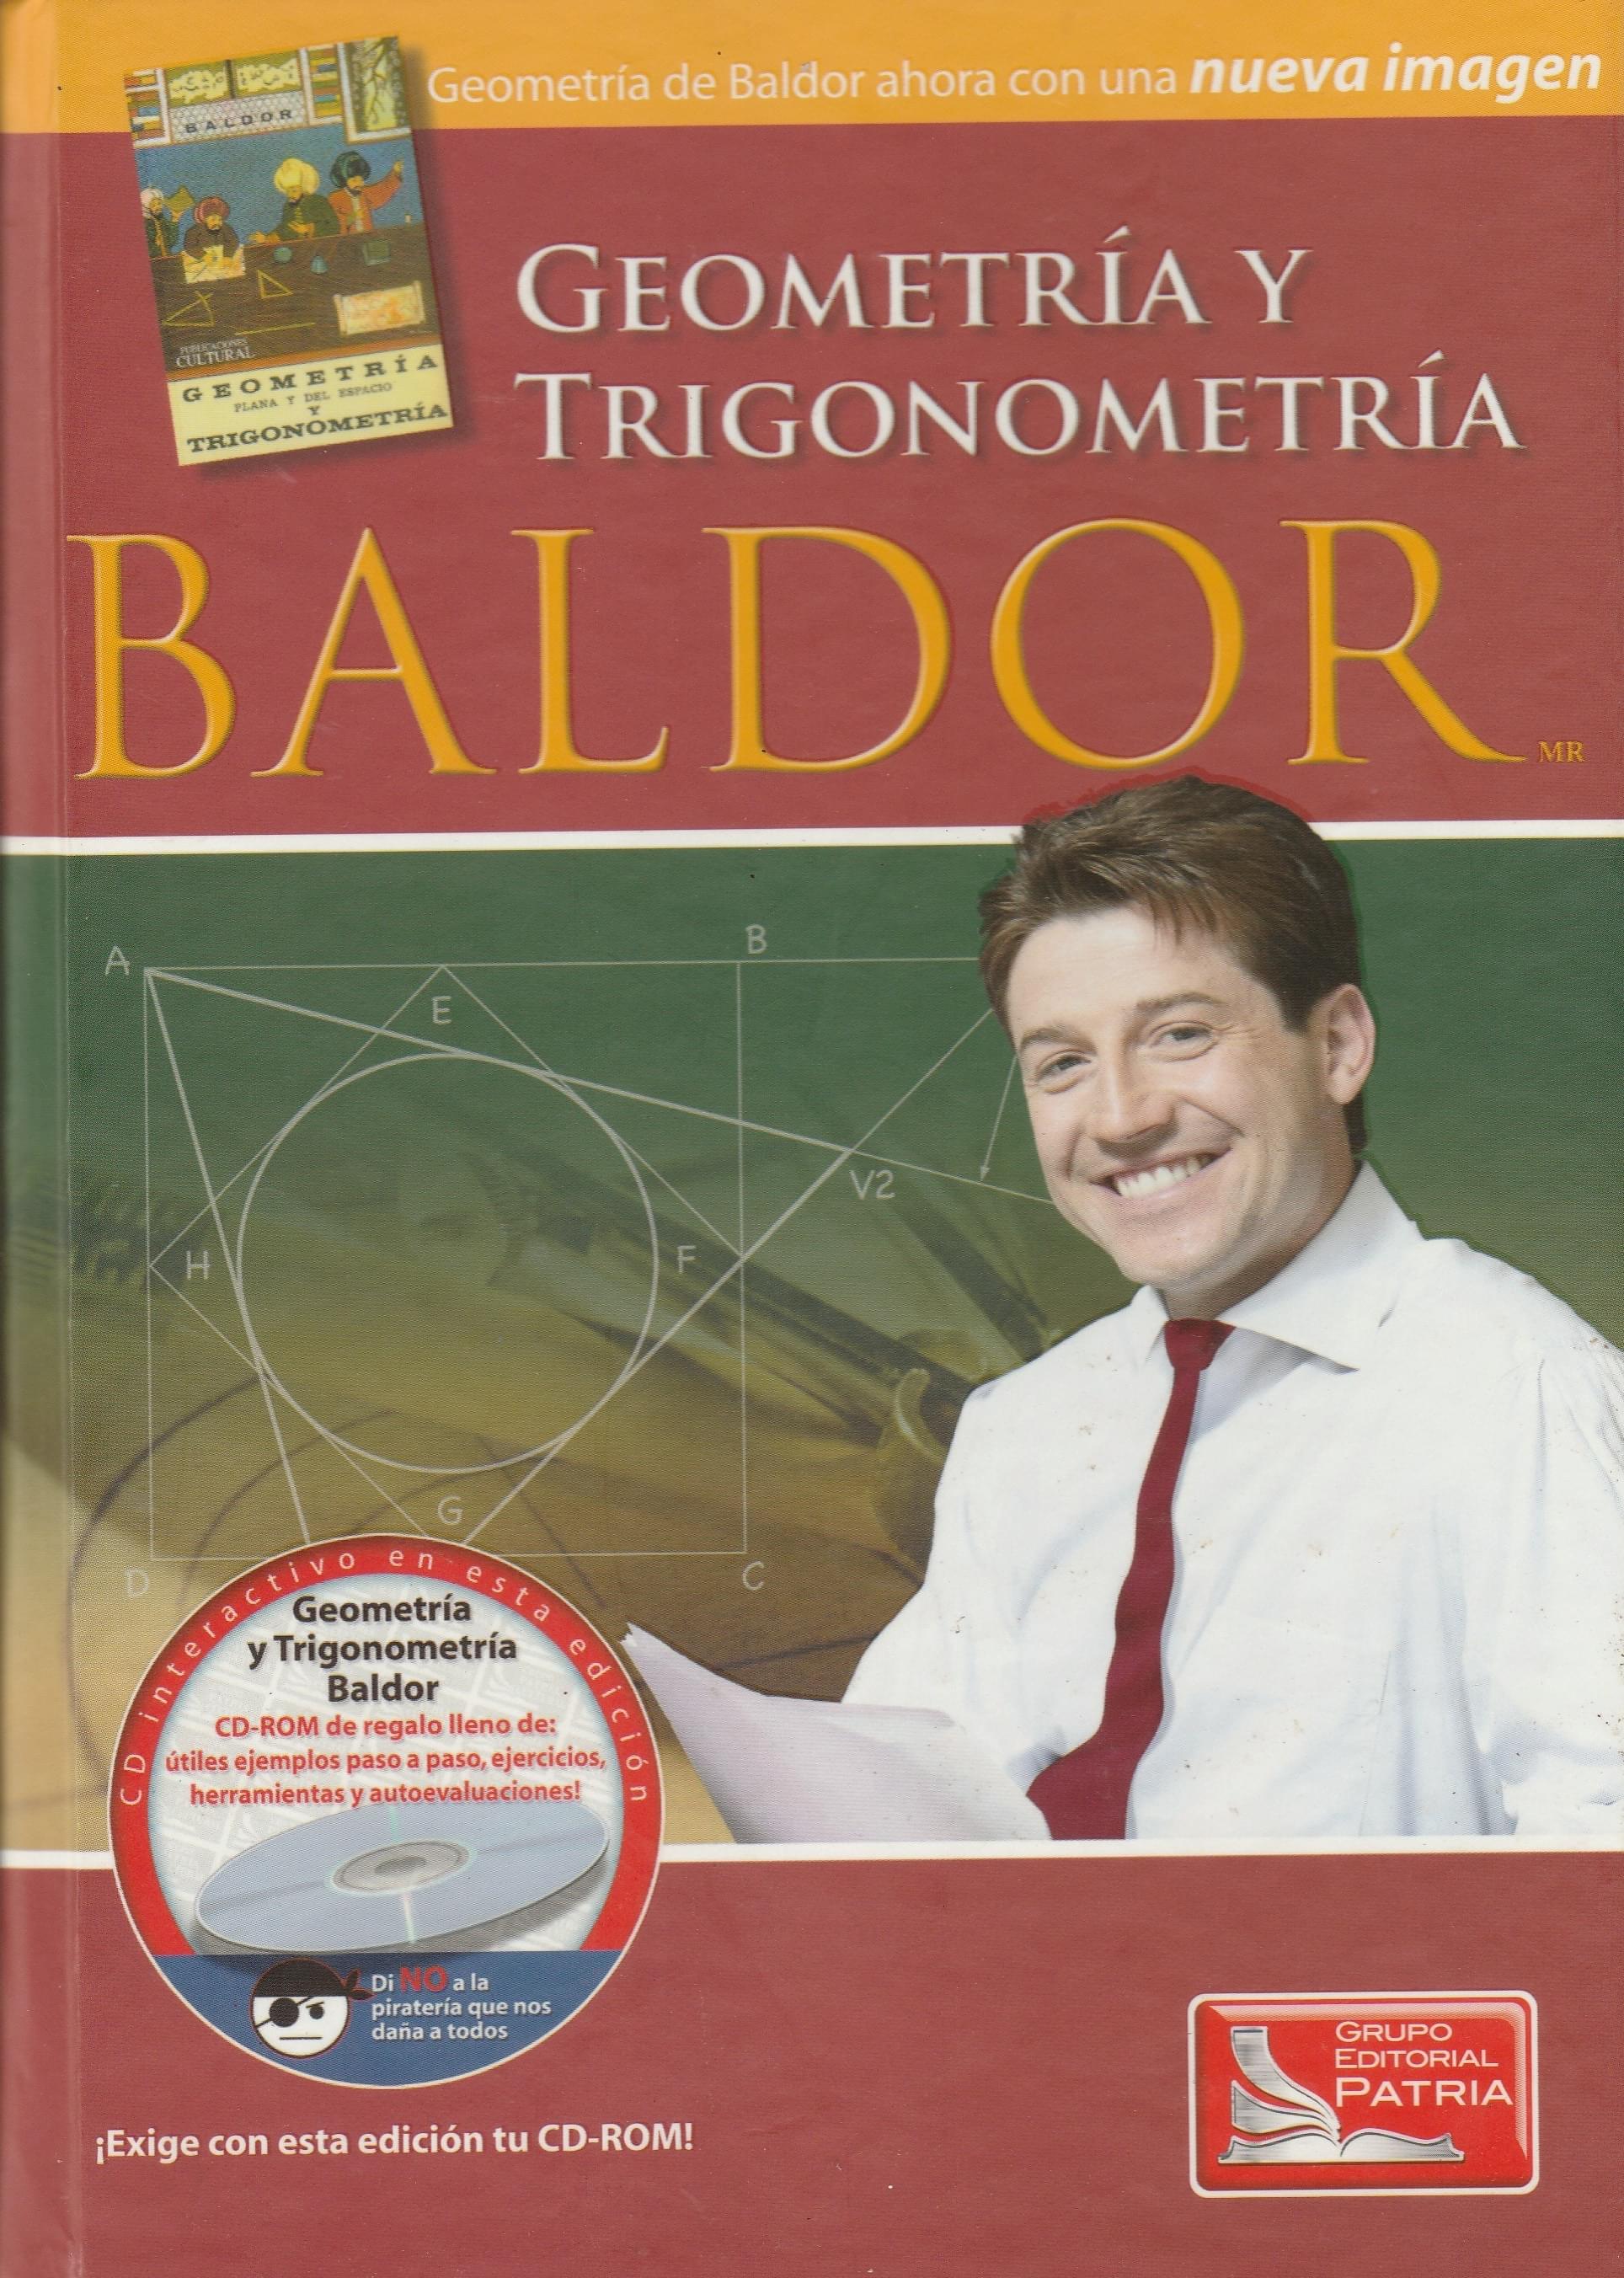 Geometría de Baldor ahora con una nueva imagen
BALDOR
PUBLICACIONES
CULTURAL
GEOMETRÍA
PLANA Y DEL ESPACIO
Y
TRIGONOMETRÍA
GEOMETRÍA Y
TRIGONOMETRÍA
BALDOR MR
A
B
E
V2
H
F
G
D
C
CD interactivo en esta edición
Geometría
y Trigonometría
Baldor
CD-ROM de regalo lleno de:
útiles ejemplos paso a paso, ejercicios,
herramientas y autoevaluaciones!
Di NO a la
piratería que nos
daña a todos
¡Exige con esta edición tu CD-ROM!
GRUPO
EDITORIAL
PATRIA